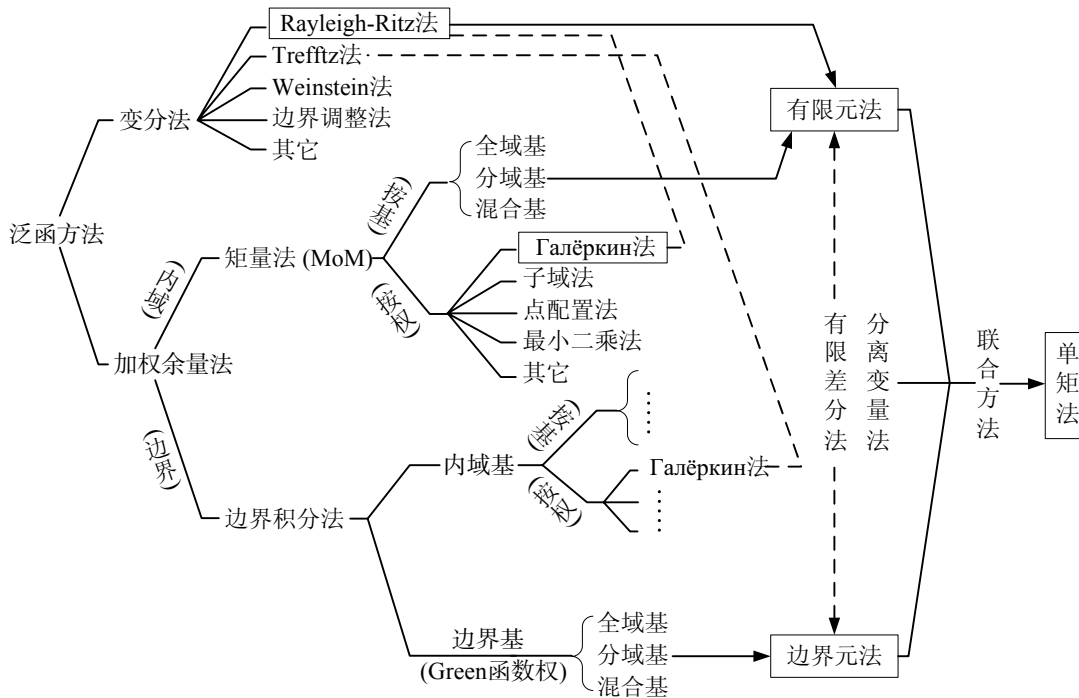 Rayleigh-Ritz法
Trefftz法
Weinstein法
边界调整法
其它
变分法
泛函方法
加权余量法
(内域)
(边界)
矩量法 (MoM)
(按基)
全域基
分域基
混合基
(按权)
Галёркин法
子域法
点配置法
最小二乘法
其它
边界积分法
内域基
(按基)
……
(按权)
Галёркин法
……
边界基
(Green函数权)
全域基
分域基
混合基
有限元法
有限差分法
分离变量法
边界元法
联合方法
单矩法